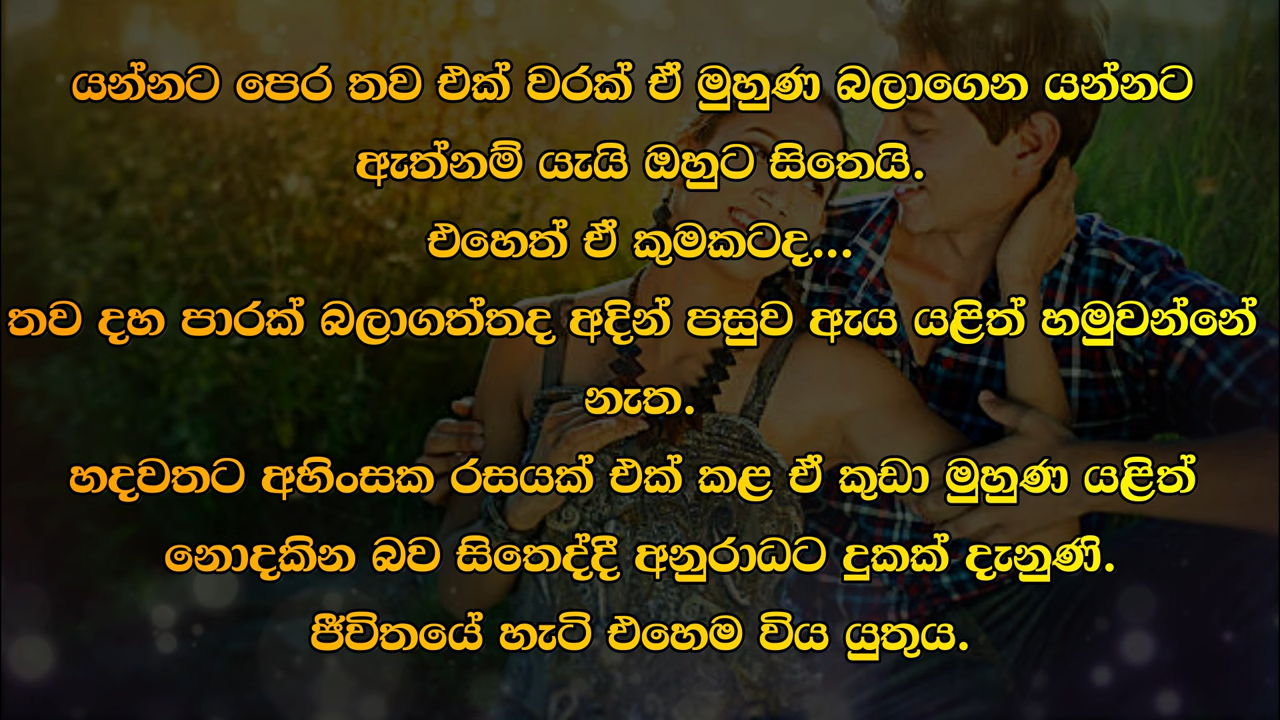 යන්නට පෙර තව එක් වරක් ඒ මුහුණ බලාගෙන යන්නට
ඇත්නම් යැයි ඔහුට සිතෙයි.
එහෙත් ඒ කුමකටද...
තව දහ පාරක් බලාගත්තද අදින් පසුව ඇය යළිත් හමුවන්නේ
නැත.
හදවතට අහිංසක රසයක් එක් කළ ඒ කුඩා මුහුණ යළිත්
නොදකින බව සිතෙද්දී අනුරාධට දුකක් දැනුණි.
ජීවිතයේ හැටි එහෙම විය යුතුය.